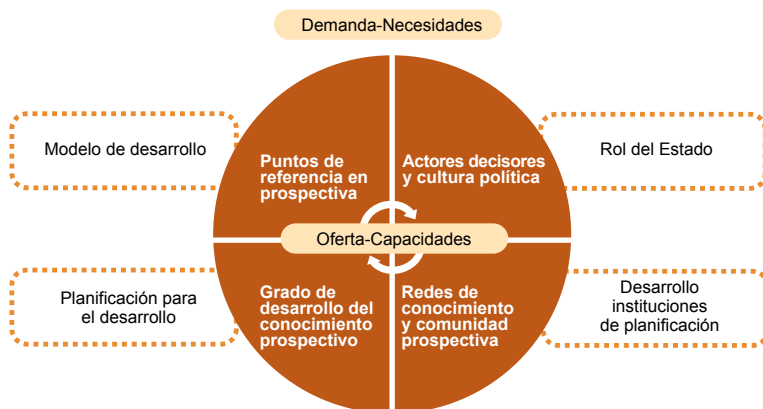 Demanda-Necesidades
Modelo de desarrollo
Puntos de
referencia en
prospectiva
Actores decisores
y cultura política
Rol del Estado
Oferta-Capacidades
Planificación para
el desarrollo
Grado de
desarrollo del
conocimiento
prospectivo
Redes de
conocimiento
y comunidad
prospectiva
Desarrollo
instituciones
de planificación